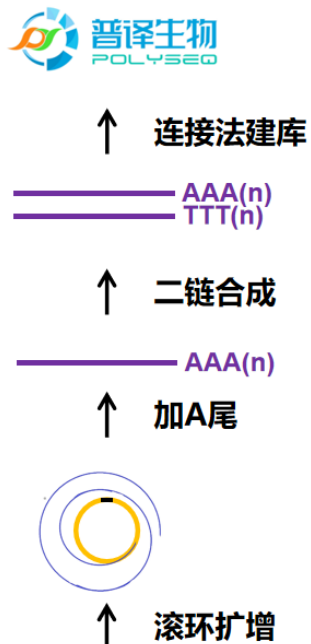 普译生物
POLYSEQ
连接法建库
AAA(n)
TTT(n)
二链合成
AAA(n)
加A尾
滚环扩增